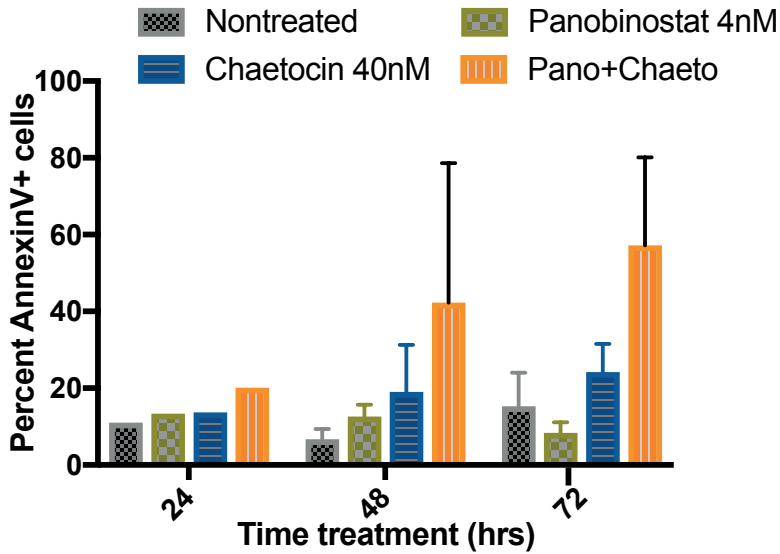 Nontreated
Panobinostat 4nM
Chaetocin 40nM
Pano+Chaeto
Percent AnnexinV+ cells
100
80
60
40
20
0
24
48
72
Time treatment (hrs)